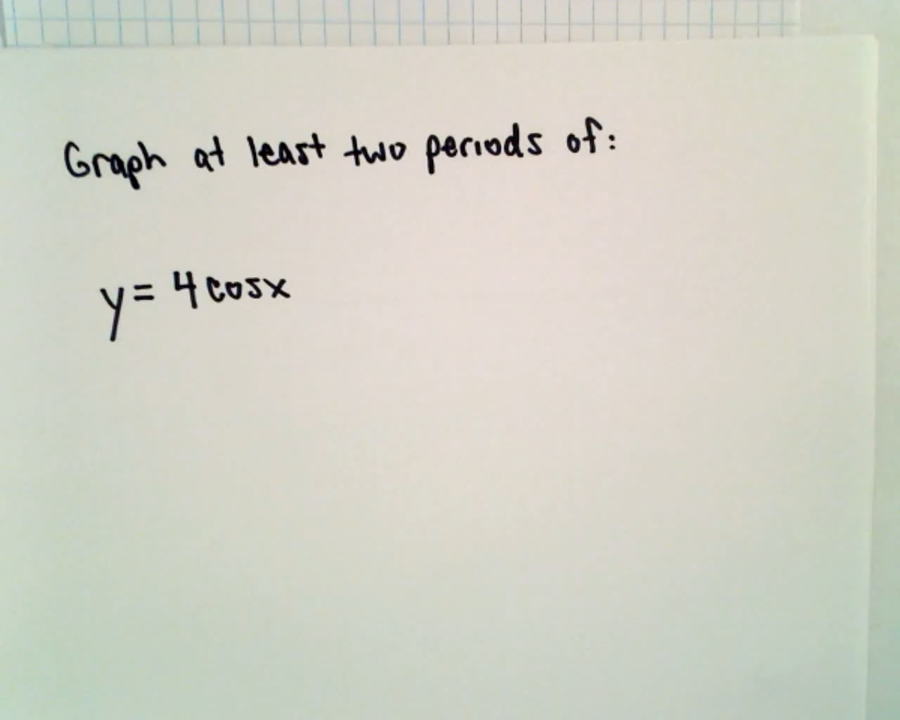 Graph at least two periods of:
y = 4cosx